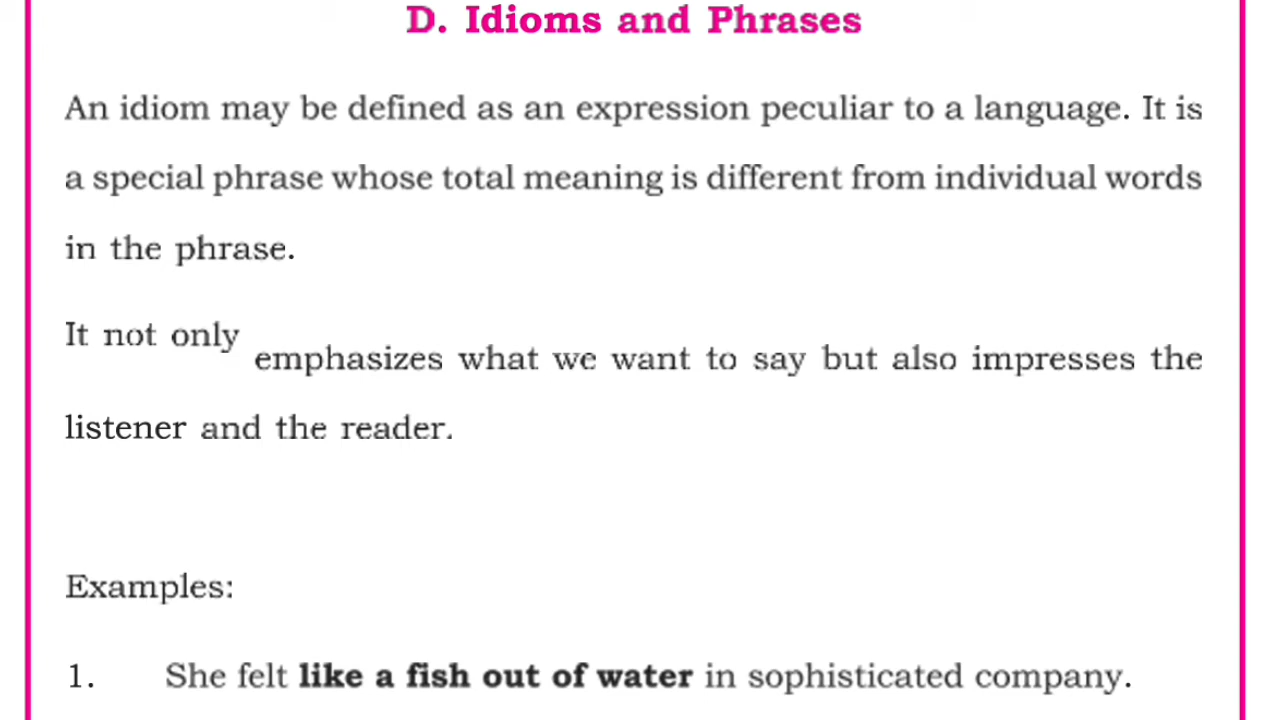 D. Idioms and Phrases
An idiom may be defined as an expression peculiar to a language. It is
a special phrase whose total meaning is different from individual words
in the phrase.
It not only emphasizes what we want to say but also impresses the
listener and the reader.
Examples:
1. She felt like a fish out of water in sophisticated company.